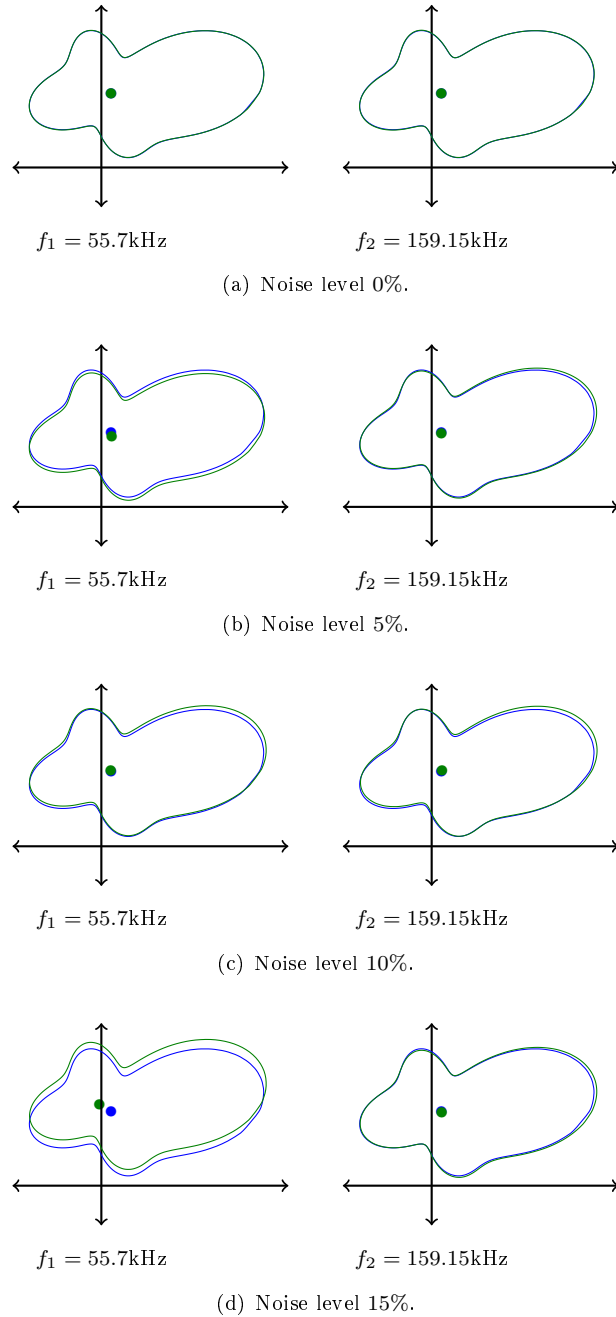 f₁ = 55.7kHz f₂ = 159.15kHz
(a) Noise level 0%.
f₁ = 55.7kHz f₂ = 159.15kHz
(b) Noise level 5%.
f₁ = 55.7kHz f₂ = 159.15kHz
(c) Noise level 10%.
f₁ = 55.7kHz f₂ = 159.15kHz
(d) Noise level 15%.